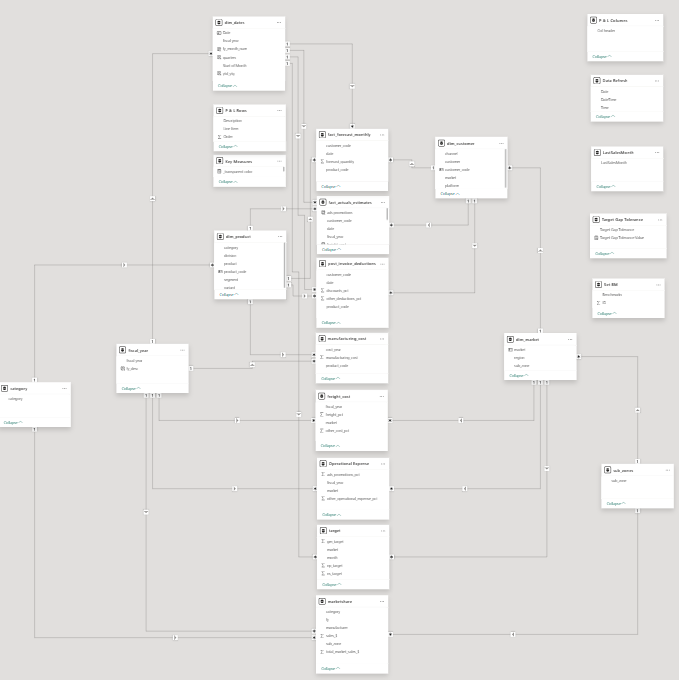 dim_dates
Date
fiscal year
fy_month_num
quarters
Start of Month
ytd_ytg
Collapse
P & L Rows
Description
Line Item
Order
Collapse
Key Measures
transparent color
Collapse
dim_product
category
division
product
product_code
segment
variant
Collapse
fiscal_year
fiscal year
fy_desc
Collapse
category
category
Collapse
fact_forecast_monthly
customer_code
date
forecast_quantity
product_code
Collapse
fact_actuals_estimates
ads_promotions
customer_code
date
fiscal_year
Collapse
post_invoice_deductions
customer_code
date
discounts_pct
other_deductions_pct
product_code
Collapse
manufacturing_cost
cost_year
manufacturing_cost
product_code
Collapse
freight_cost
fiscal_year
freight_pct
market
other_cost_pct
Collapse
Operational Expense
ads_promotions_pct
fiscal_year
market
other_operational_expense_pct
Collapse
target
gm_target
market
month
np_target
ns_target
Collapse
marketshare
category
fy
manufacturer
sales_$
sub_zone
total_market_sales_$
Collapse
dim_customer
channel
customer
customer_code
market
platform
Collapse
dim_market
market
region
sub_zone
Collapse
sub_zones
sub_zone
Collapse
P & L Columns
Col header
Collapse
Data Refresh
Date
DateTime
Time
Collapse
LastSalesMonth
LastSalesMonth
Collapse
Target Gap Tolerance
Target Gap Tolerance
Target Gap Tolerance Value
Collapse
Set BM
Benchmarks
ID
Collapse